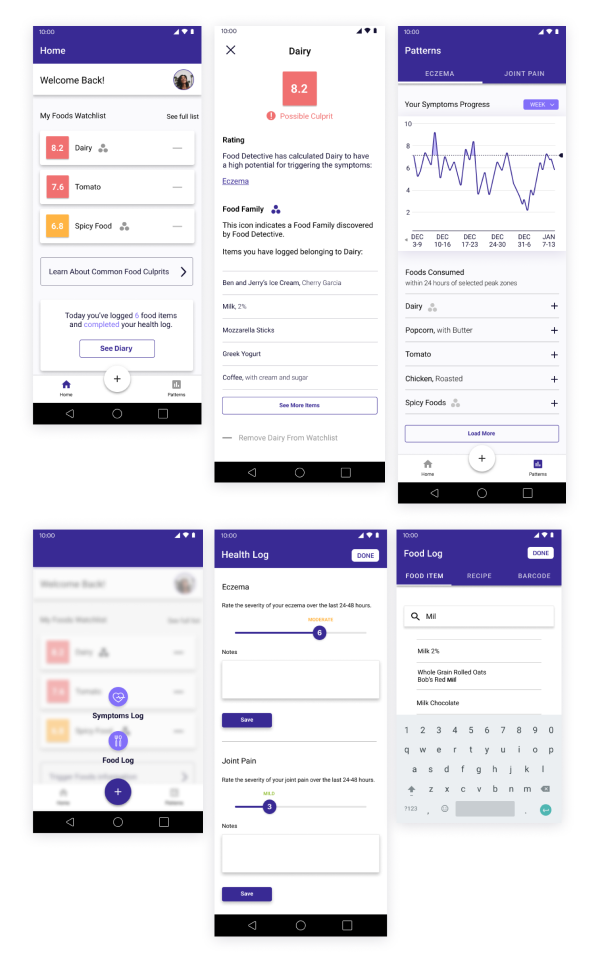 10:00
Home
Welcome Back!
My Foods Watchlist See full list
8.2 Dairy
7.6 Tomato
6.8 Spicy Food
Learn About Common Food Culprits
Today you've logged 6 food items
and completed your health log.
See Diary
+
Home Patterns
10:00
Dairy
8.2
Possible Culprit
Rating
Food Detective has calculated Dairy to have
a high potential for triggering the symptoms:
Eczema
Food Family
This icon indicates a Food Family discovered
by Food Detective.
Items you have logged belonging to Dairy:
Ben and Jerry's Ice Cream, Cherry Garcia
Milk, 2%
Mozzarella Sticks
Greek Yogurt
Coffee, with cream and sugar
See More Items
Remove Dairy From Watchlist
10:00
Patterns
ECZEMA JOINT PAIN
Your Symptoms Progress WEEK
10
8
6
4
2
DEC DEC DEC DEC DEC JAN
3-9 10-16 17-23 24-30 31-6 7-13
Foods Consumed
within 24 hours of selected peak zones
Dairy +
Popcorn, with Butter +
Tomato +
Chicken, Roasted +
Spicy Foods +
Load More
+
Home Patterns
10:00
Welcome Back!
My Foods Watchlist See full list
8.2 Dairy
7.6 Tomato
Symptoms Log
6.8 Spicy Food
Food Log
+
Home Patterns
10:00
Health Log DONE
Eczema
Rate the severity of your eczema over the last 24-48 hours.
MODERATE
6
Notes
Save
Joint Pain
Rate the severity of your joint pain over the last 24-48 hours.
MILD
3
Notes
Save
10:00
Food Log DONE
FOOD ITEM RECIPE BARCODE
Mil
Milk 2%
Whole Grain Rolled Oats
Bob's Red Mill
Milk Chocolate
1 2 3 4 5 6 7 8 9 0
q w e r t y u i o p
a s d f g h j k l
z x c v b n m
?123 , .